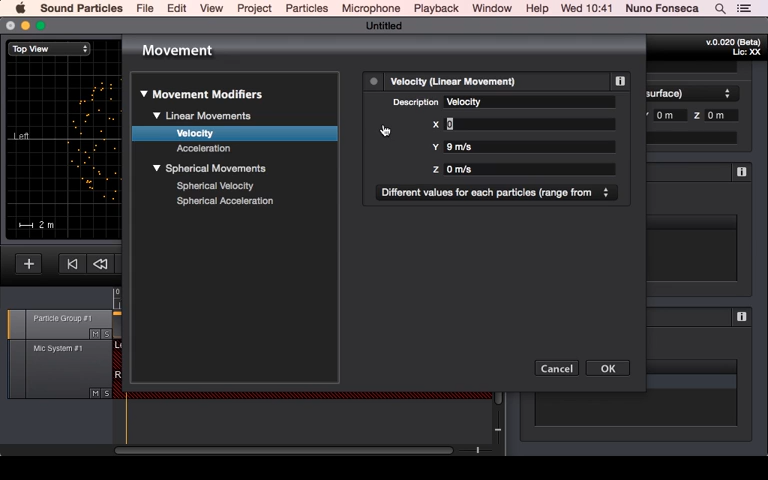 Sound Particles File Edit View Project Particles Microphone Playback Window Help Wed 10:41 Nuno Fonseca
Untitled
Top View
v.0.020 (Beta)
Lic: XX
Movement
Left
2 m
Movement Modifiers
Linear Movements
Velocity
Acceleration
Spherical Movements
Spherical Velocity
Spherical Acceleration
Velocity (Linear Movement)
Description Velocity
X 0
Y 9 m/s
Z 0 m/s
Different values for each particles (range from
surface)
0 m Z 0 m
Particle Group #1
M S
Mic System #1
M S
R
Cancel OK